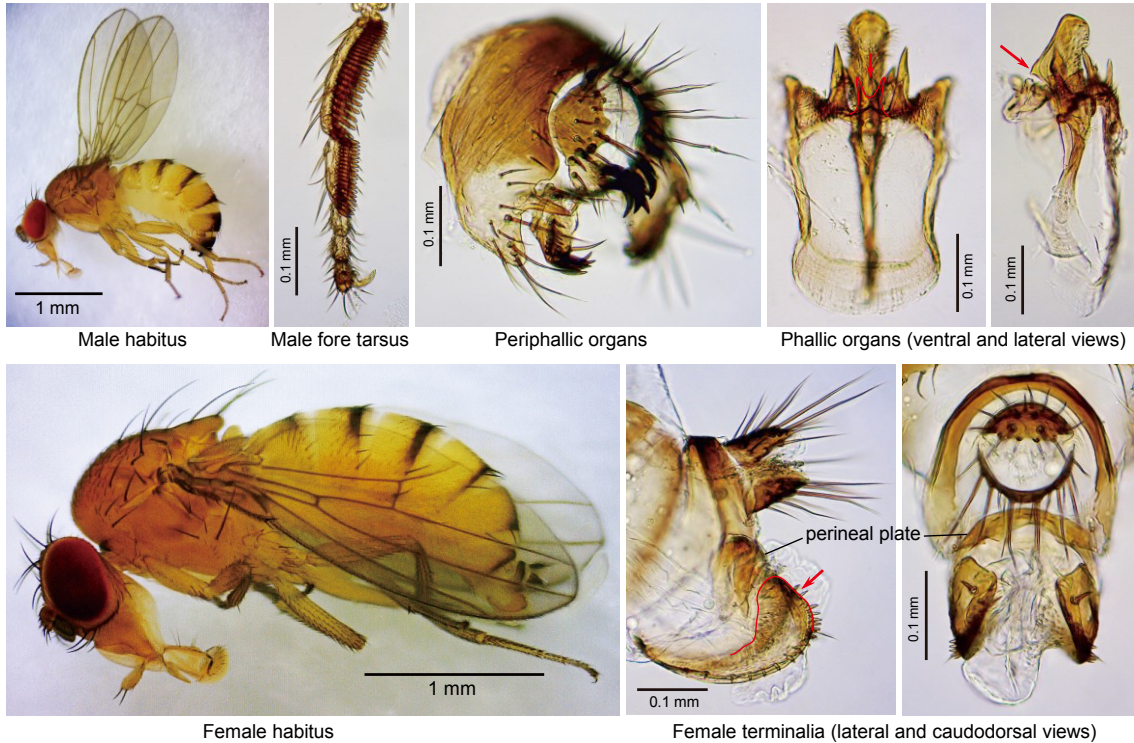 1 mm
0.1 mm
0.1 mm
0.1 mm
0.1 mm
Male habitus
Male fore tarsus
Periphallic organs
Phallic organs (ventral and lateral views)
1 mm
perineal plate
0.1 mm
0.1 mm
Female habitus
Female terminalia (lateral and caudodorsal views)